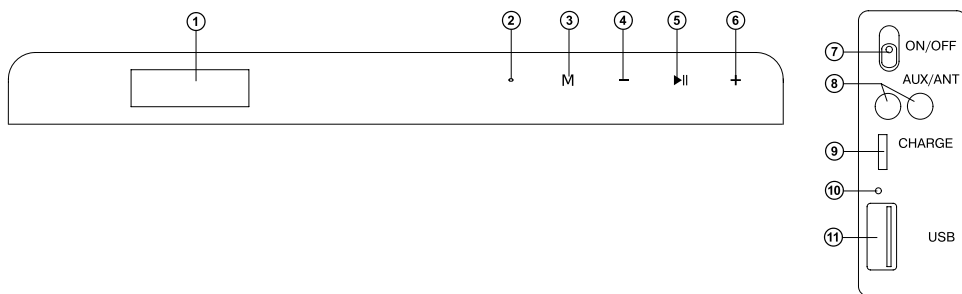 1 2 3 4 5 6
M − ▶II +
7 ON/OFF
8 AUX/ANT
9 CHARGE
10
11 USB